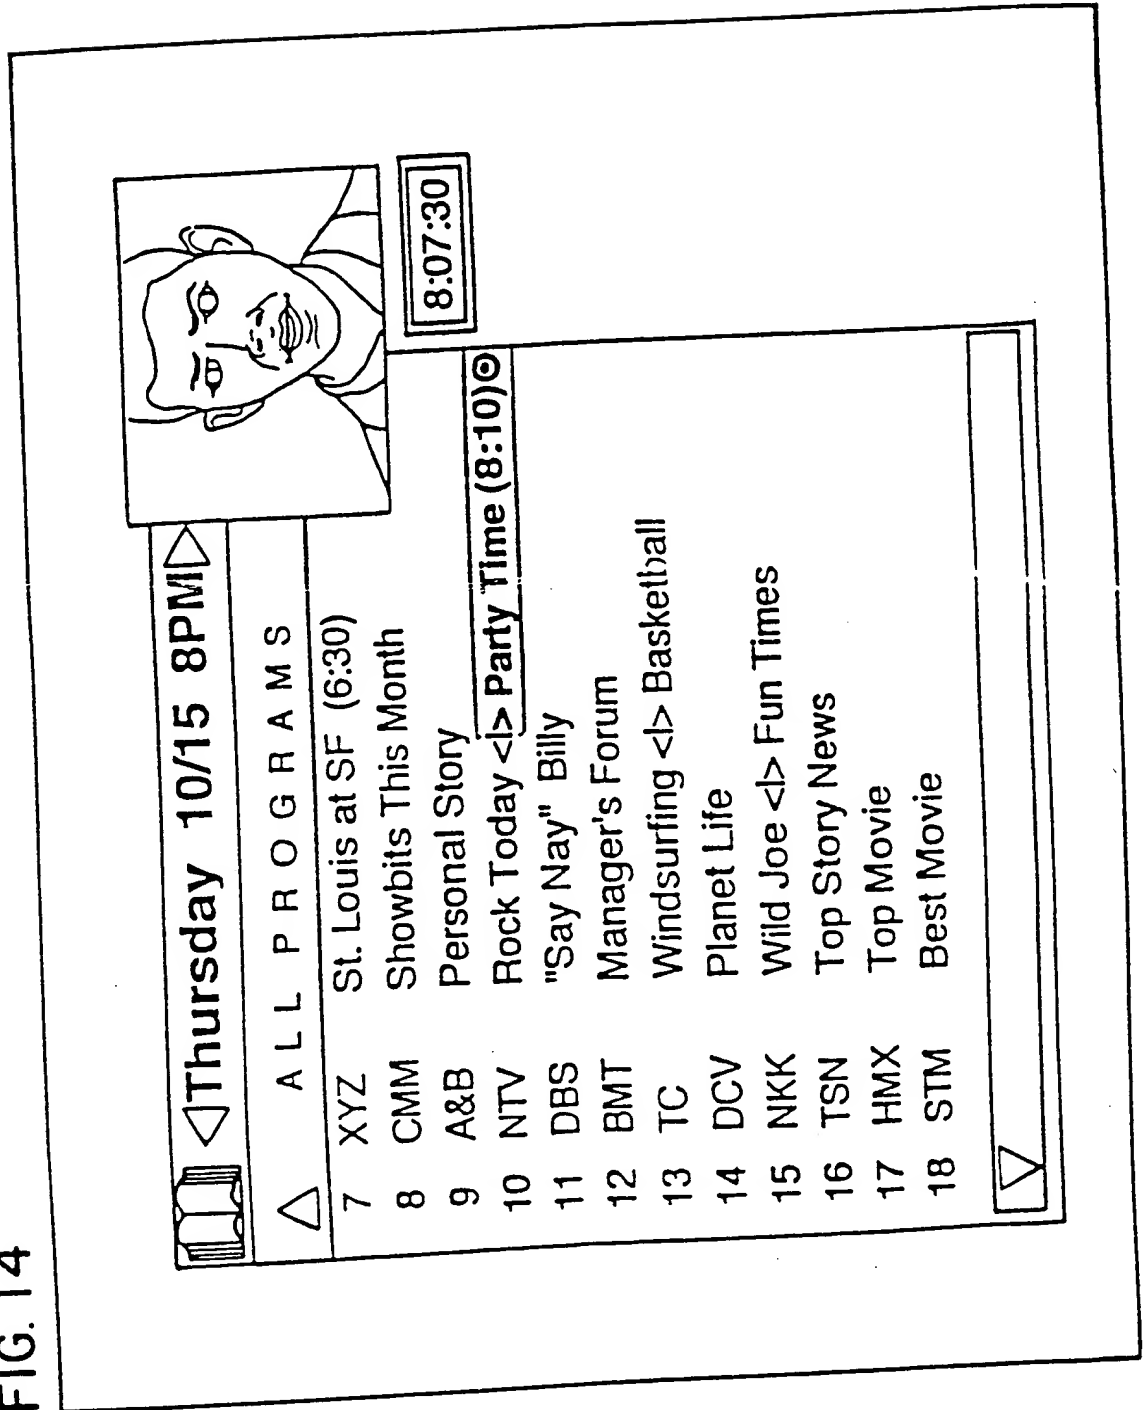 FIG. 14
◁Thursday 10/15 8PM▷
8:07:30
△ ALL PROGRAMS
7 XYZ St. Louis at SF (6:30)
8 CMM Showbits This Month
9 A&B Personal Story
10 NTV Rock Today <I> Party Time (8:10)⊙
11 DBS "Say Nay" Billy
12 BMT Manager's Forum
13 TC Windsurfing <I> Basketball
14 DCV Planet Life
15 NKK Wild Joe <I> Fun Times
16 TSN Top Story News
17 HMX Top Movie
18 STM Best Movie
▽